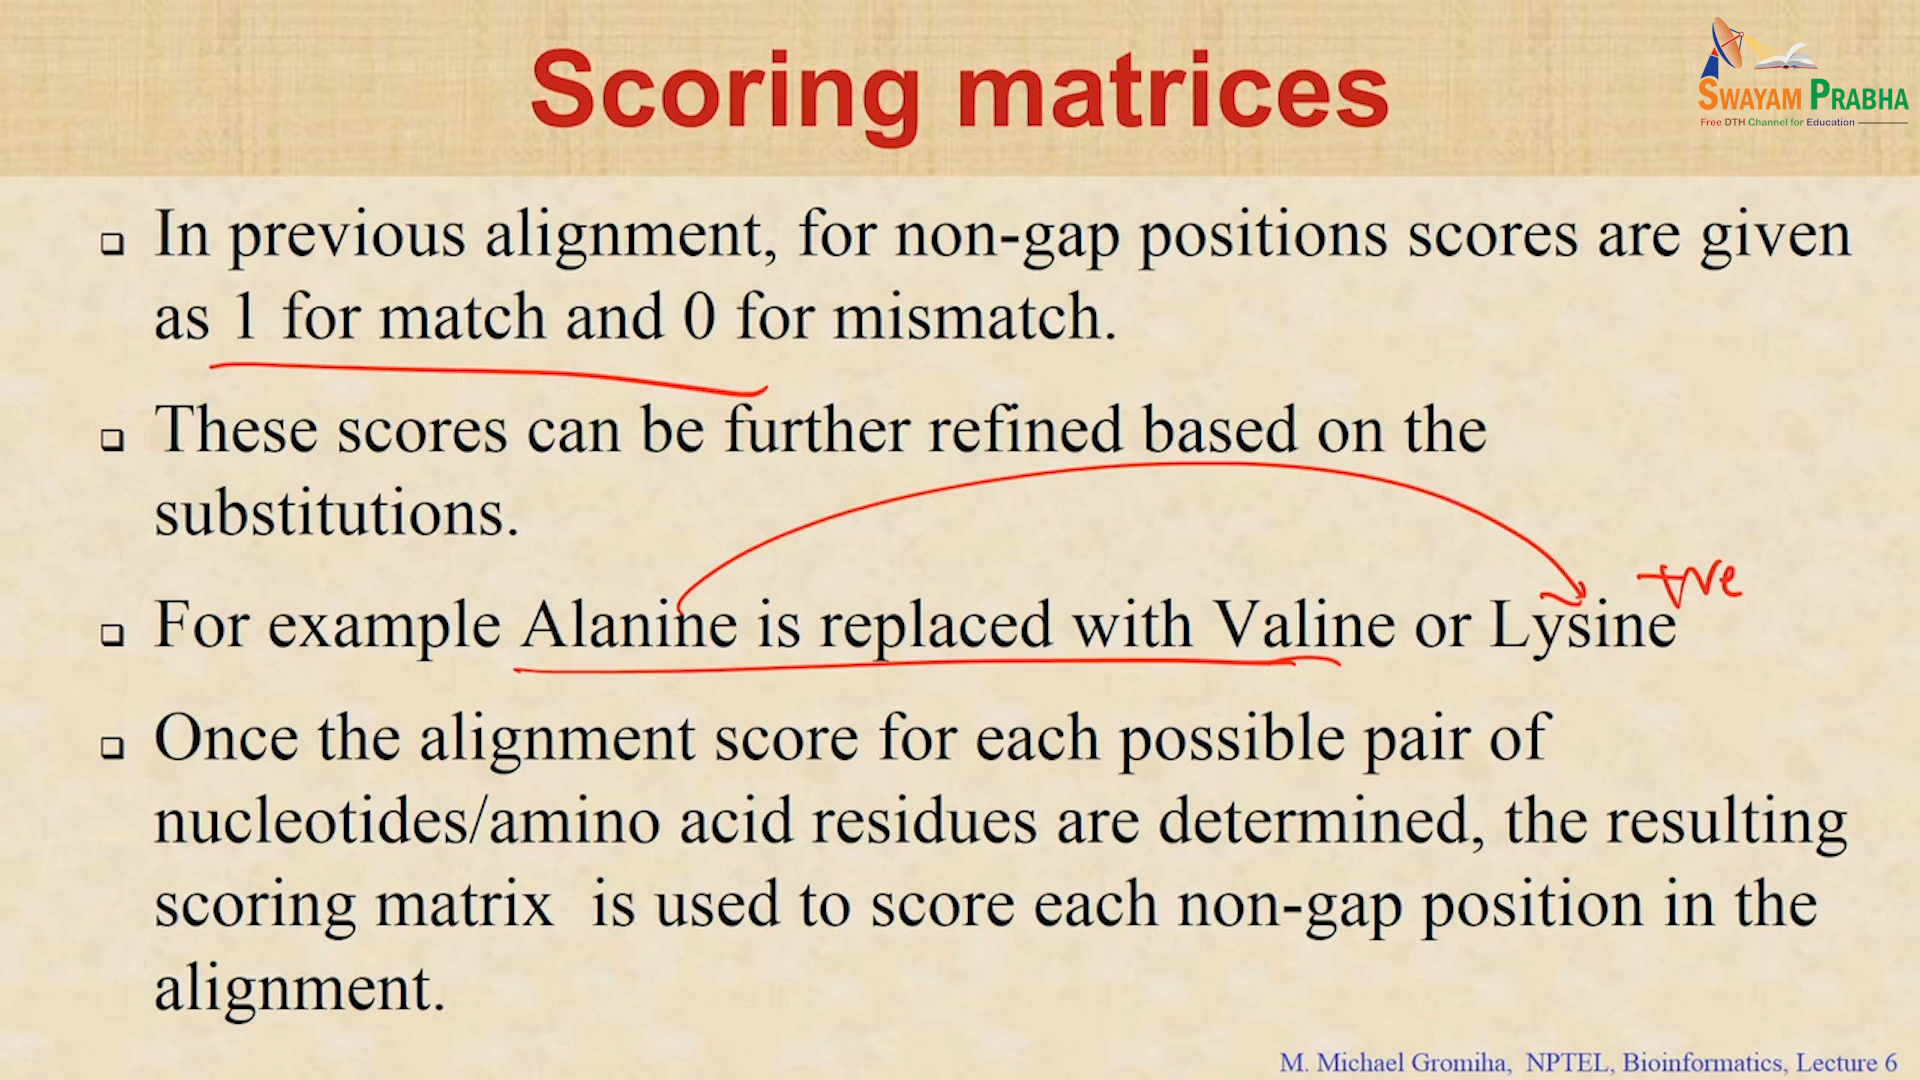 Scoring matrices
SWAYAM PRABHA
Free DTH Channel for Education
In previous alignment, for non-gap positions scores are given
as 1 for match and 0 for mismatch.
These scores can be further refined based on the
substitutions.
+ve
For example Alanine is replaced with Valine or Lysine
Once the alignment score for each possible pair of
nucleotides/amino acid residues are determined, the resulting
scoring matrix is used to score each non-gap position in the
alignment.
M. Michael Gromiha, NPTEL, Bioinformatics, Lecture 6